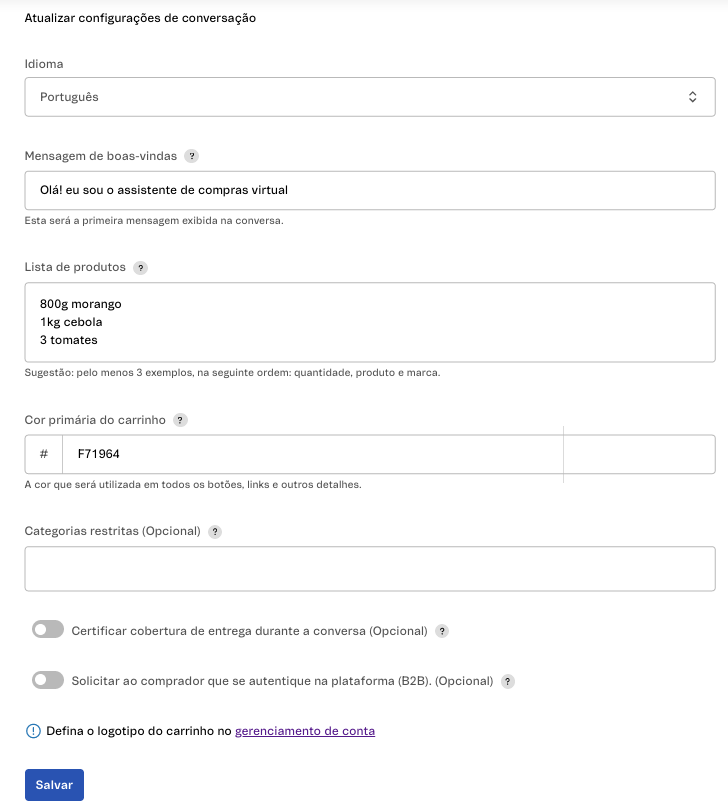 Atualizar configurações de conversação
Idioma
Português
Mensagem de boas-vindas ?
Olá! eu sou o assistente de compras virtual
Esta será a primeira mensagem exibida na conversa.
Lista de produtos ?
800g morango
1kg cebola
3 tomates
Sugestão: pelo menos 3 exemplos, na seguinte ordem: quantidade, produto e marca.
Cor primária do carrinho ?
# F71964
A cor que será utilizada em todos os botões, links e outros detalhes.
Categorias restritas (Opcional) ?
Certificar cobertura de entrega durante a conversa (Opcional) ?
Solicitar ao comprador que se autentique na plataforma (B2B). (Opcional) ?
Defina o logotipo do carrinho no gerenciamento de conta
Salvar